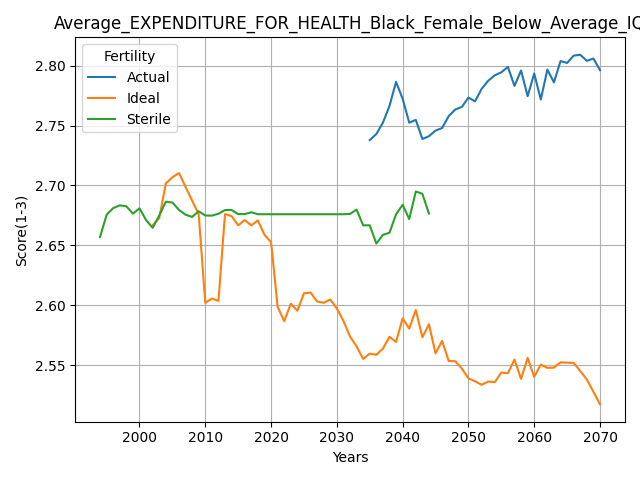 Average_EXPENDITURE_FOR_HEALTH_Black_Female_Below_Average_IQ
Fertility
Actual
Ideal
Sterile
Score(1-3)
2.80
2.75
2.70
2.65
2.60
2.55
2000 2010 2020 2030 2040 2050 2060 2070
Years